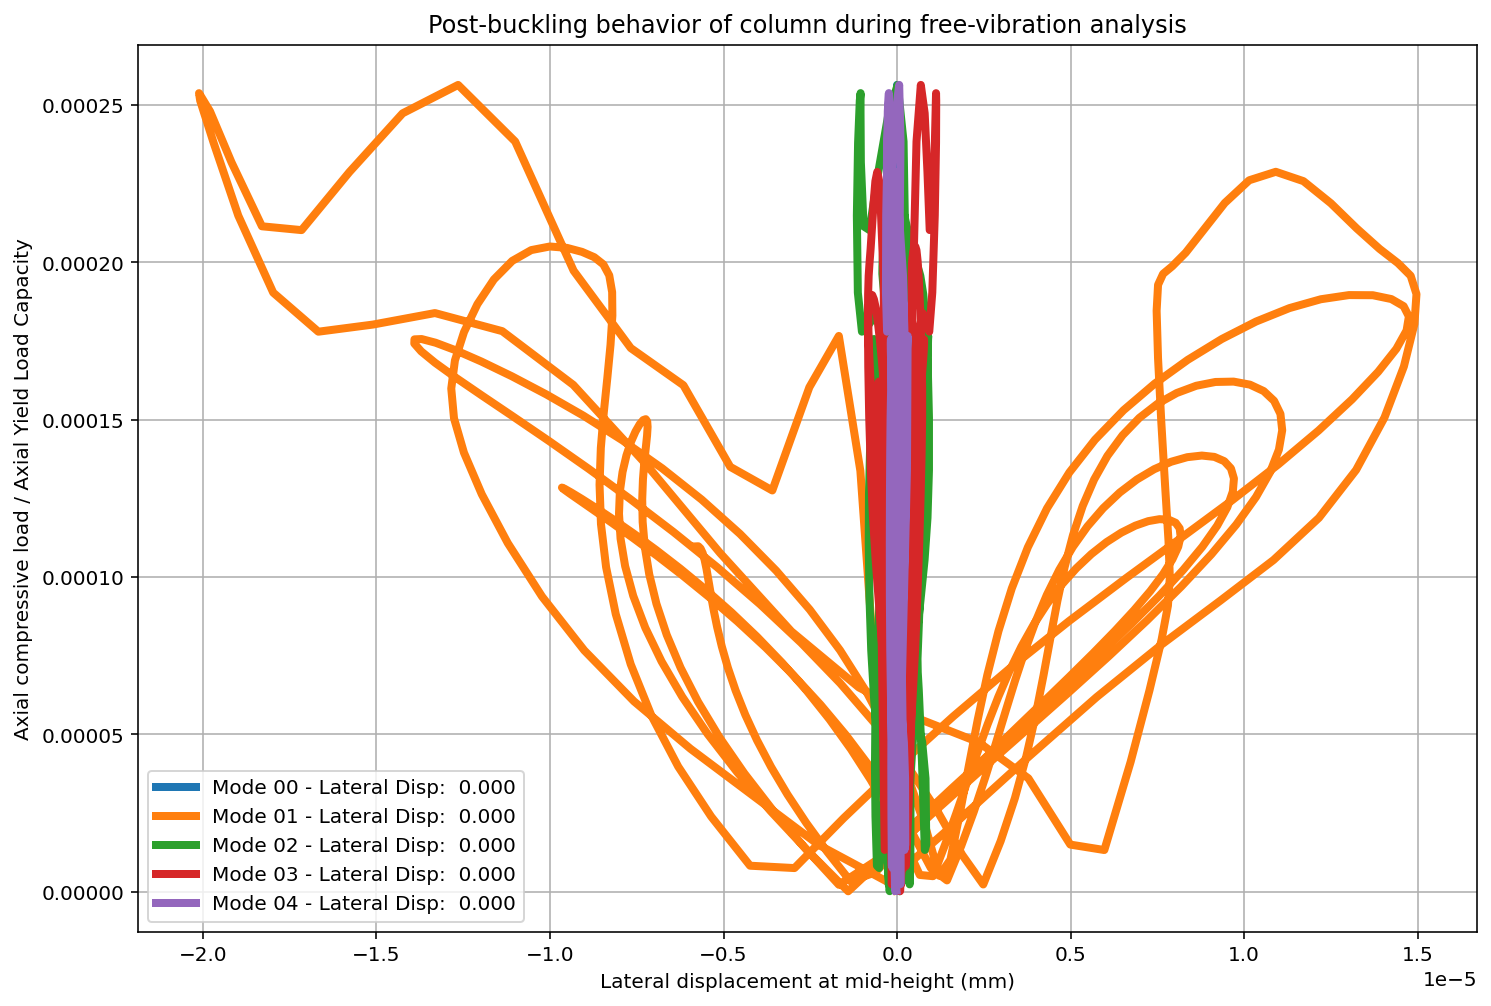 Post-buckling behavior of column during free-vibration analysis
Axial compressive load / Axial Yield Load Capacity
0.00025
0.00020
0.00015
0.00010
0.00005
0.00000
Mode 00 - Lateral Disp:  0.000
Mode 01 - Lateral Disp:  0.000
Mode 02 - Lateral Disp:  0.000
Mode 03 - Lateral Disp:  0.000
Mode 04 - Lateral Disp:  0.000
−2.0 −1.5 −1.0 −0.5 0.0 0.5 1.0 1.5
1e−5
Lateral displacement at mid-height (mm)